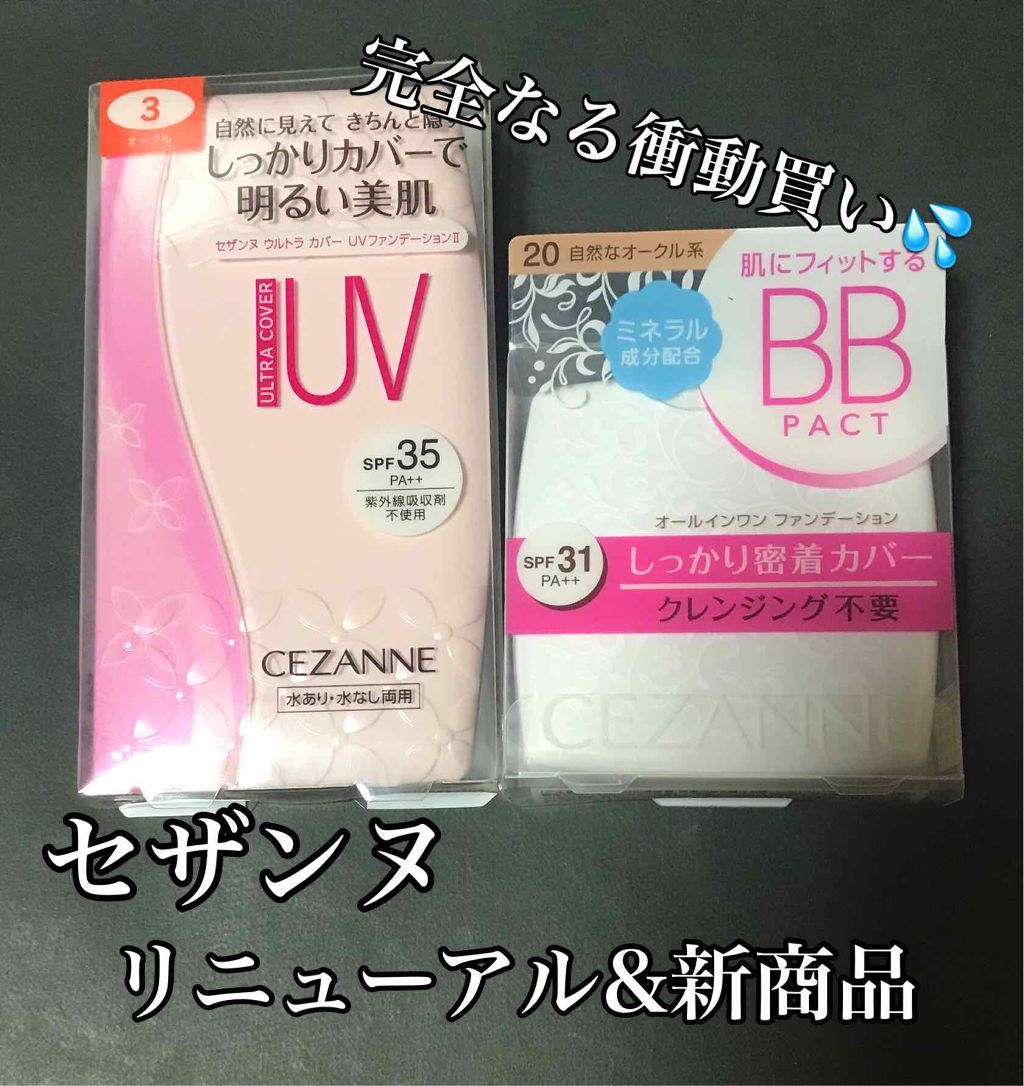 完全なる衝動買い💦
3
オークル
自然に見えて きちんと隠す
しっかりカバーで
明るい美肌
セザンヌ ウルトラ カバー UVファンデーションⅡ
ULTRA COVER
UV
SPF35
PA++
紫外線吸収剤
不使用
CEZANNE
水あり・水なし両用
20 自然なオークル系
肌にフィットする
BB
PACT
ミネラル
成分配合
オールインワン ファンデーション
SPF31
PA++
しっかり密着カバー
クレンジング不要
CEZANNE
セザンヌ
リニューアル&新商品